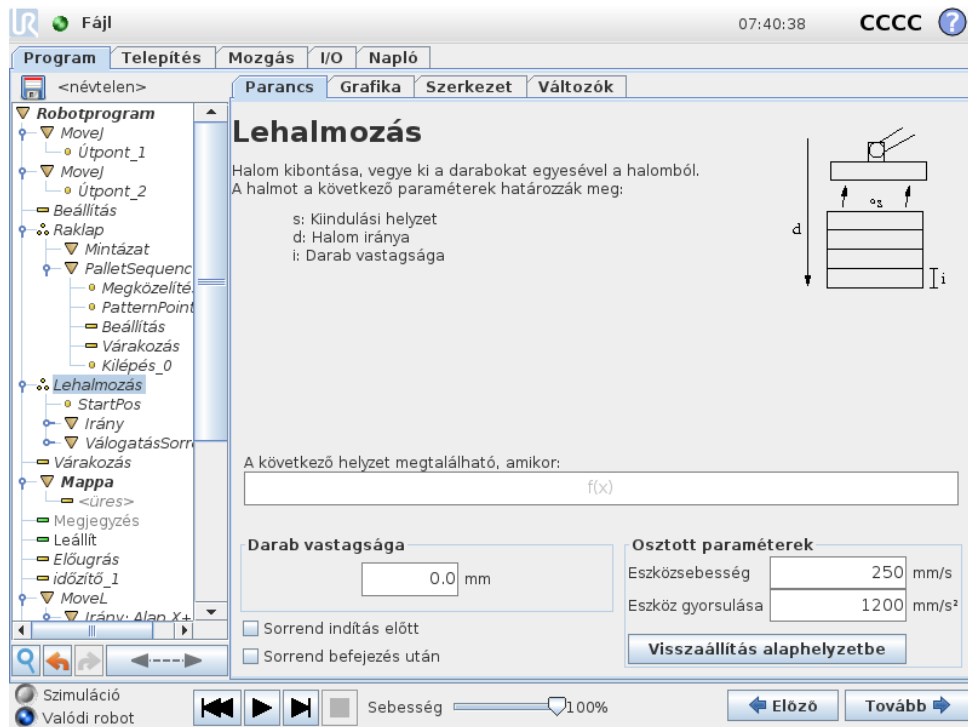 UR Fájl 07:40:38 CCCC ?
Program Telepítés Mozgás I/O Napló
<névtelen>
Parancs Grafika Szerkezet Változók
Robotprogram
MoveJ
Útpont_1
MoveJ
Útpont_2
Beállítás
Raklap
Mintázat
PalletSequenc
Megközelíté
PatternPoint
Beállítás
Várakozás
Kilépés_0
Lehalmozás
StartPos
Irány
VálogatásSorr
Várakozás
Mappa
<üres>
Megjegyzés
Leállít
Előugrás
időzítő_1
MoveL
Irány: Alap X+
Lehalmozás
Halom kibontása, vegye ki a darabokat egyesével a halomból.
A halmot a következő paraméterek határozzák meg:
s: Kiindulási helyzet
d: Halom iránya
i: Darab vastagsága
s
d
i
A következő helyzet megtalálható, amikor:
f(x)
Darab vastagsága
0.0 mm
Sorrend indítás előtt
Sorrend befejezés után
Osztott paraméterek
Eszközsebesség 250 mm/s
Eszköz gyorsulása 1200 mm/s²
Visszaállítás alaphelyzetbe
Szimuláció
Valódi robot
Sebesség 100%
Előző
Tovább